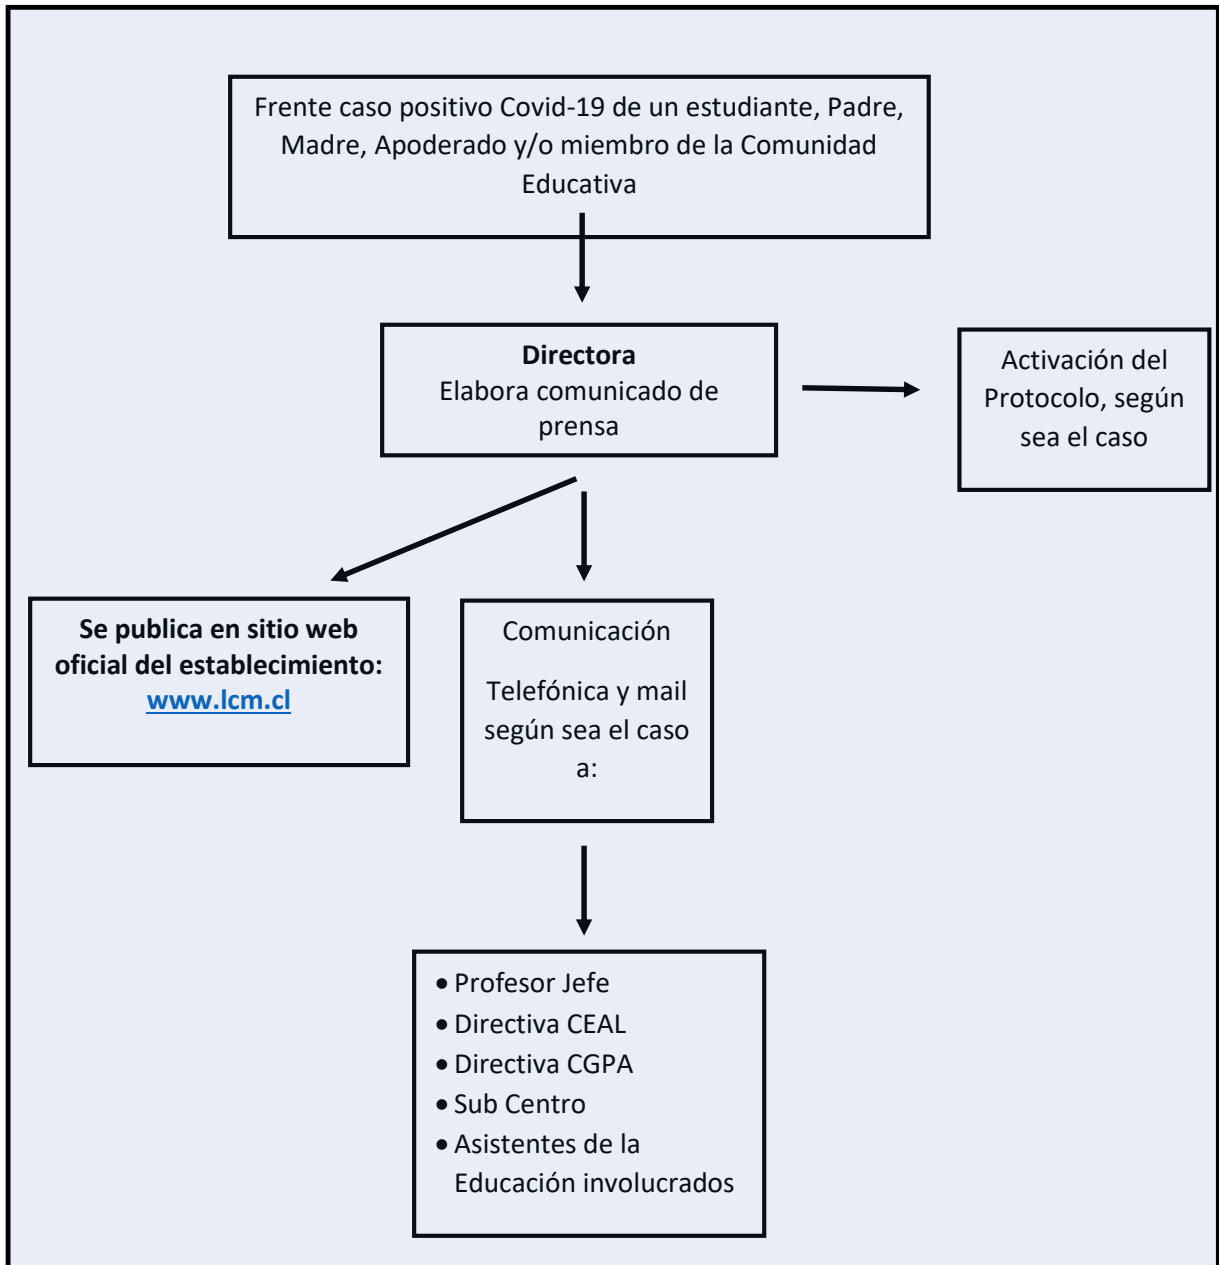 Frente caso positivo Covid-19 de un estudiante, Padre,
Madre, Apoderado y/o miembro de la Comunidad
Educativa
Directora
Elabora comunicado de
prensa
Activación del
Protocolo, según
sea el caso
Se publica en sitio web
oficial del establecimiento:
www.lcm.cl
Comunicación
Telefónica y mail
según sea el caso
a:
• Profesor Jefe
• Directiva CEAL
• Directiva CGPA
• Sub Centro
• Asistentes de la
Educación involucrados